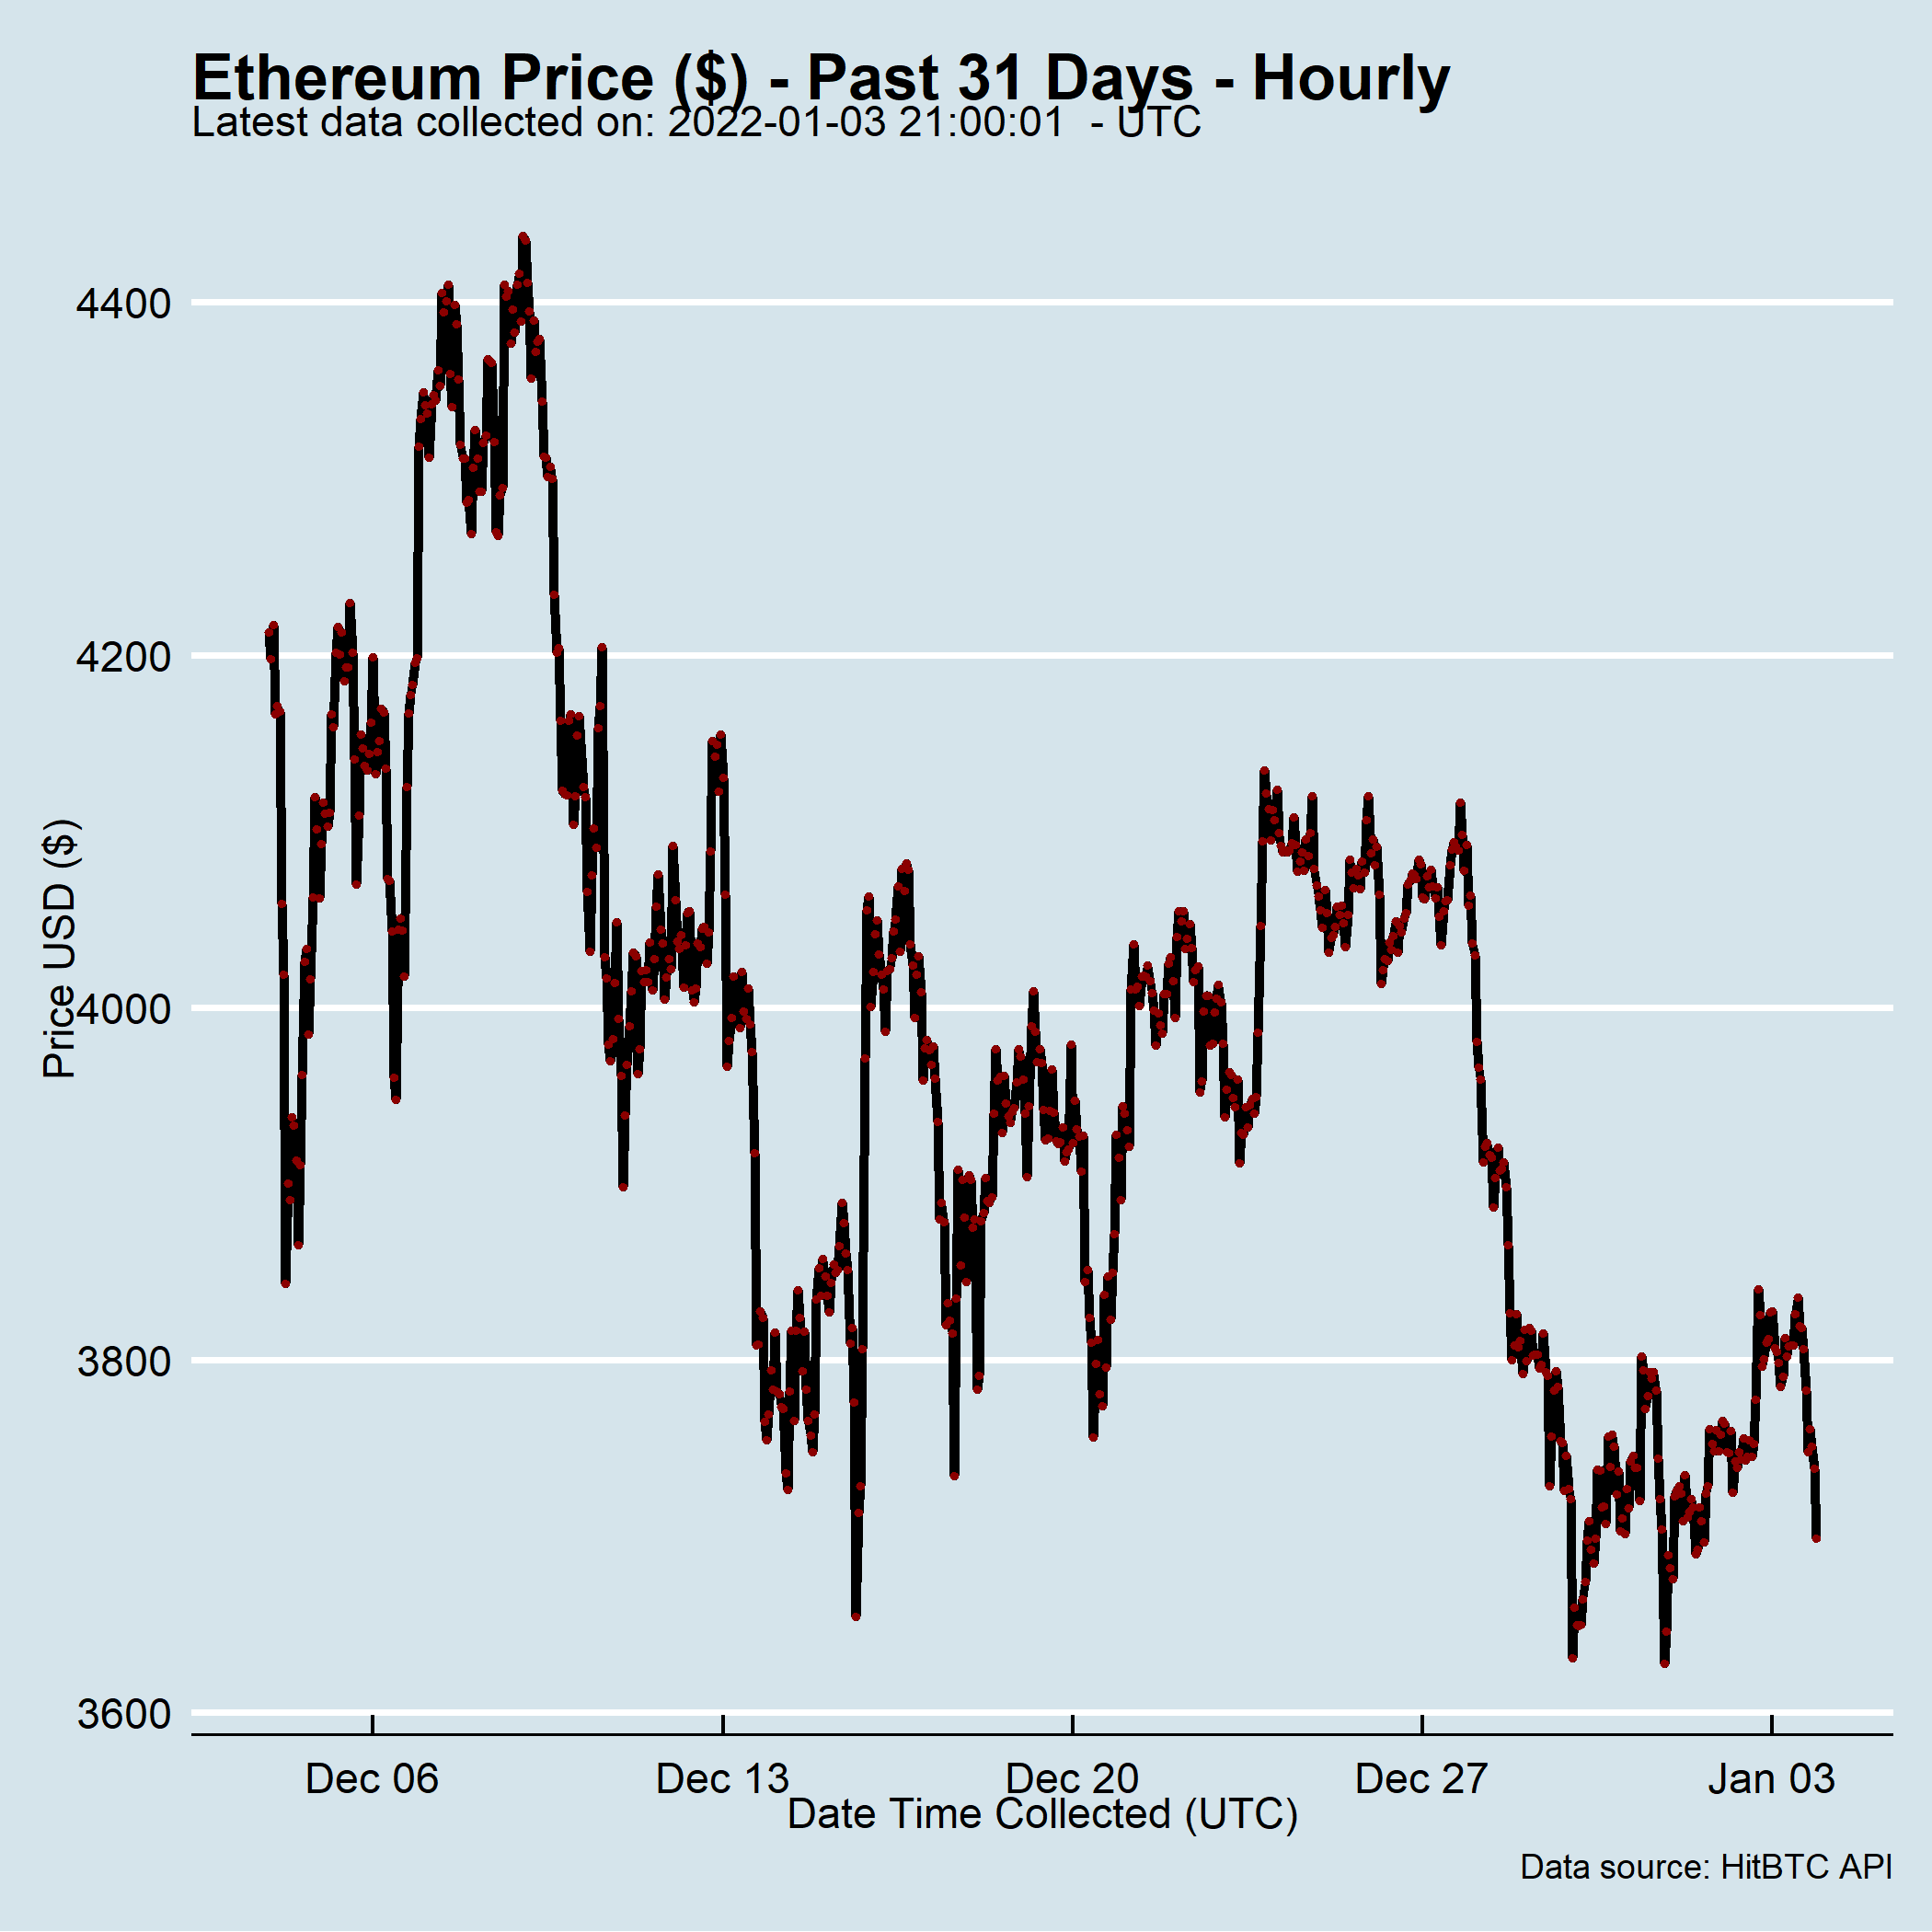 Ethereum Price ($) - Past 31 Days - Hourly
Latest data collected on: 2022-01-03 21:00:01  - UTC
4400
4200
4000
3800
3600
Price USD ($)
Dec 06
Dec 13
Dec 20
Dec 27
Jan 03
Date Time Collected (UTC)
Data source: HitBTC API